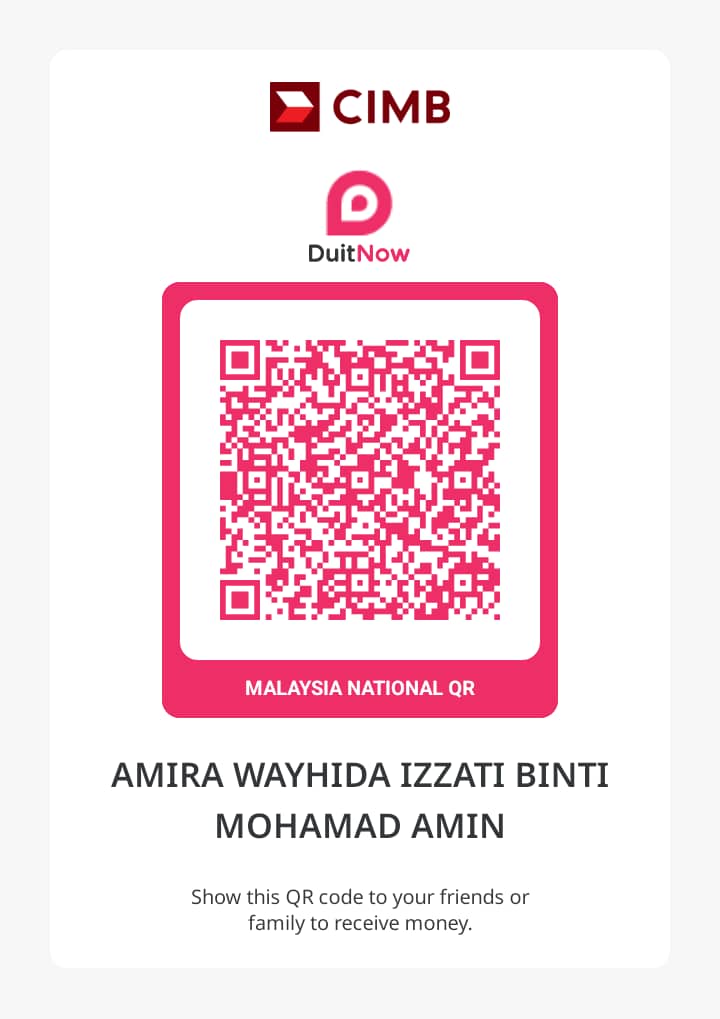 CIMB
DuitNow
MALAYSIA NATIONAL QR
AMIRA WAYHIDA IZZATI BINTI
MOHAMAD AMIN
Show this QR code to your friends or
family to receive money.